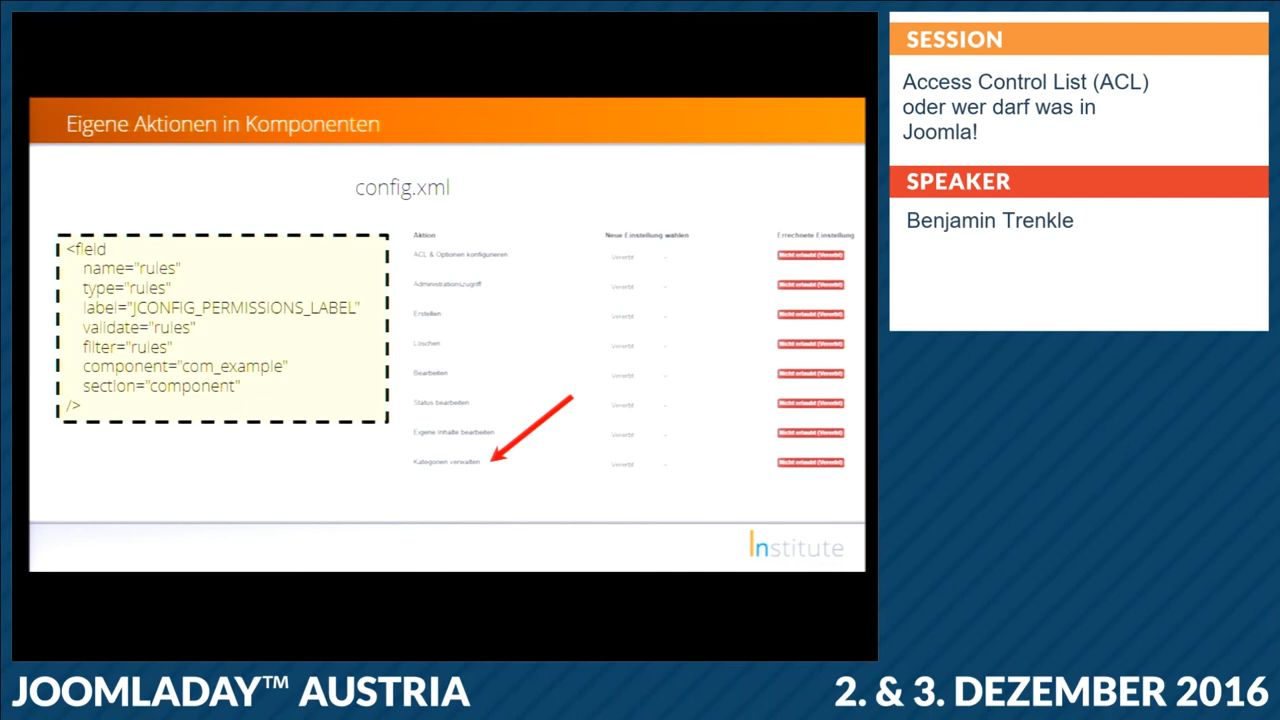 Eigene Aktionen in Komponenten
config.xml
<field
name="rules"
type="rules"
label="JCONFIG_PERMISSIONS_LABEL"
validate="rules"
filter="rules"
component="com_example"
section="component"
/>
Aktion Neue Einstellung wählen Errechnete Einstellung
ACL & Optionen konfigurieren Vererbt Nicht erlaubt (Vererbt)
Administrationszugriff Vererbt Nicht erlaubt (Vererbt)
Erstellen Vererbt Nicht erlaubt (Vererbt)
Löschen Vererbt Nicht erlaubt (Vererbt)
Bearbeiten Vererbt Nicht erlaubt (Vererbt)
Status bearbeiten Vererbt Nicht erlaubt (Vererbt)
Eigene Inhalte bearbeiten Vererbt Nicht erlaubt (Vererbt)
Kategorien verwalten Vererbt Nicht erlaubt (Vererbt)
Institute
SESSION
Access Control List (ACL)
oder wer darf was in
Joomla!
SPEAKER
Benjamin Trenkle
JOOMLADAY™ AUSTRIA
2. & 3. DEZEMBER 2016